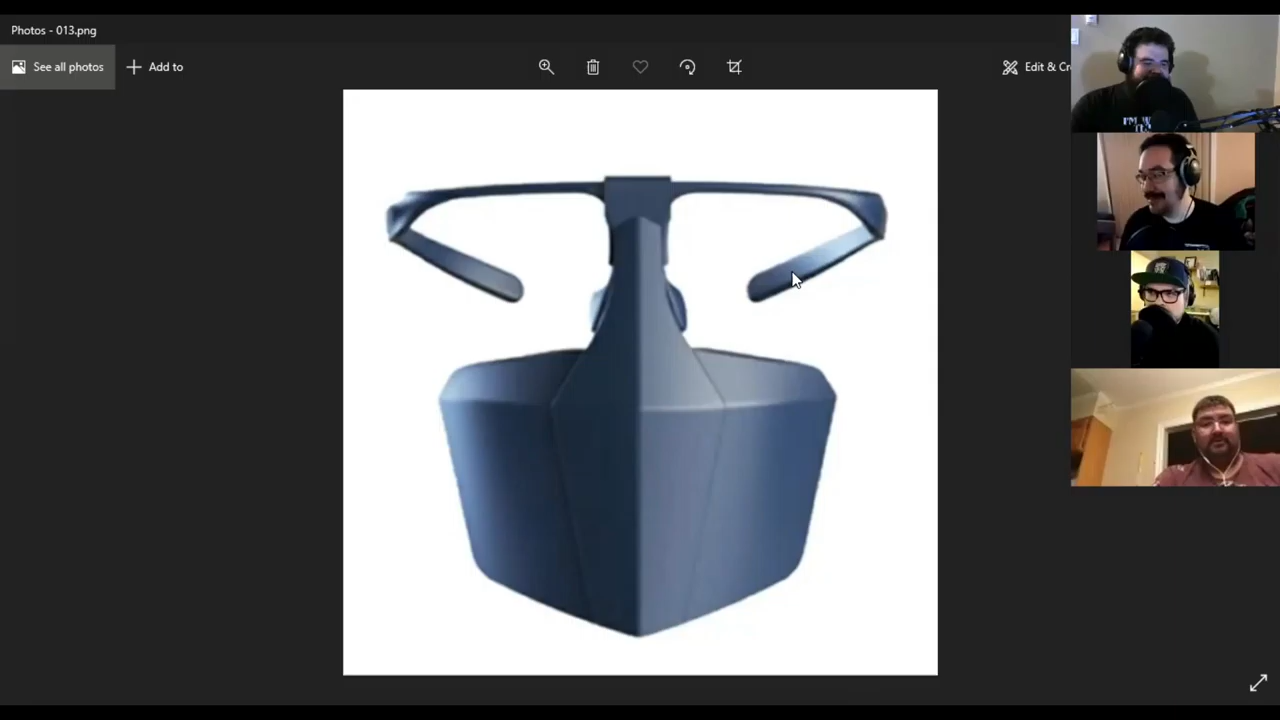 Photos - 013.png
See all photos
Add to
Edit & Cr
I'M